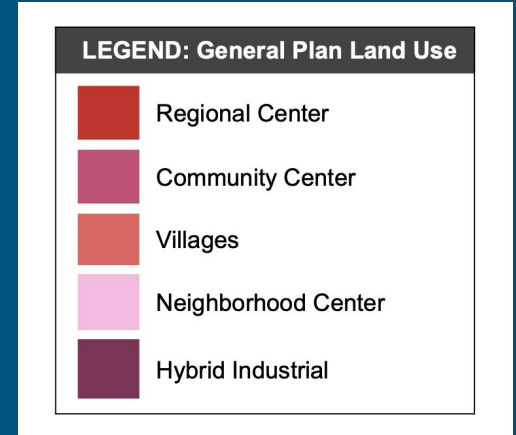 LEGEND: General Plan Land Use
Regional Center
Community Center
Villages
Neighborhood Center
Hybrid Industrial